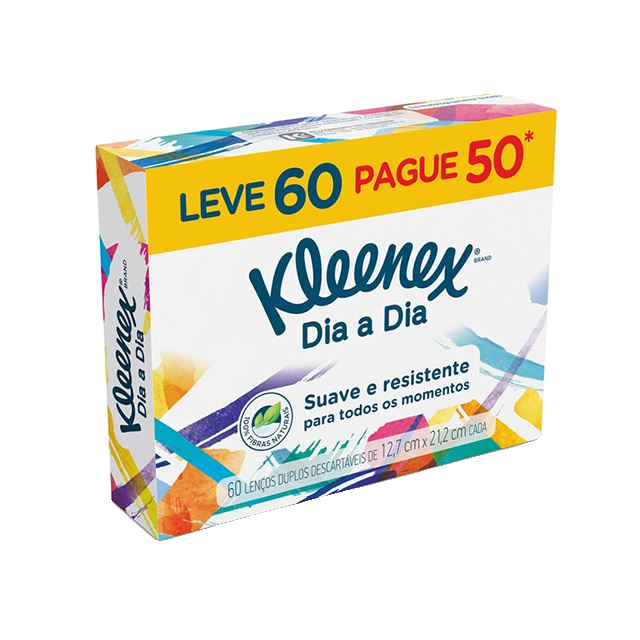 LEVE 60 PAGUE 50*
Kleenex®
BRAND
Dia a Dia
Suave e resistente
para todos os momentos
100% FIBRAS NATURAIS
60 LENÇOS DUPLOS DESCARTÁVEIS DE 12,7 cm x 21,2 cm CADA
Kleenex
BRAND
Dia a Dia